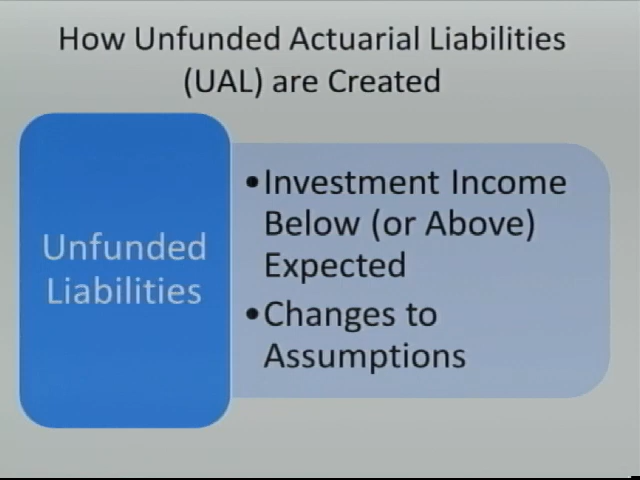 How Unfunded Actuarial Liabilities
(UAL) are Created
Unfunded
Liabilities
•Investment Income
Below (or Above)
Expected
•Changes to
Assumptions